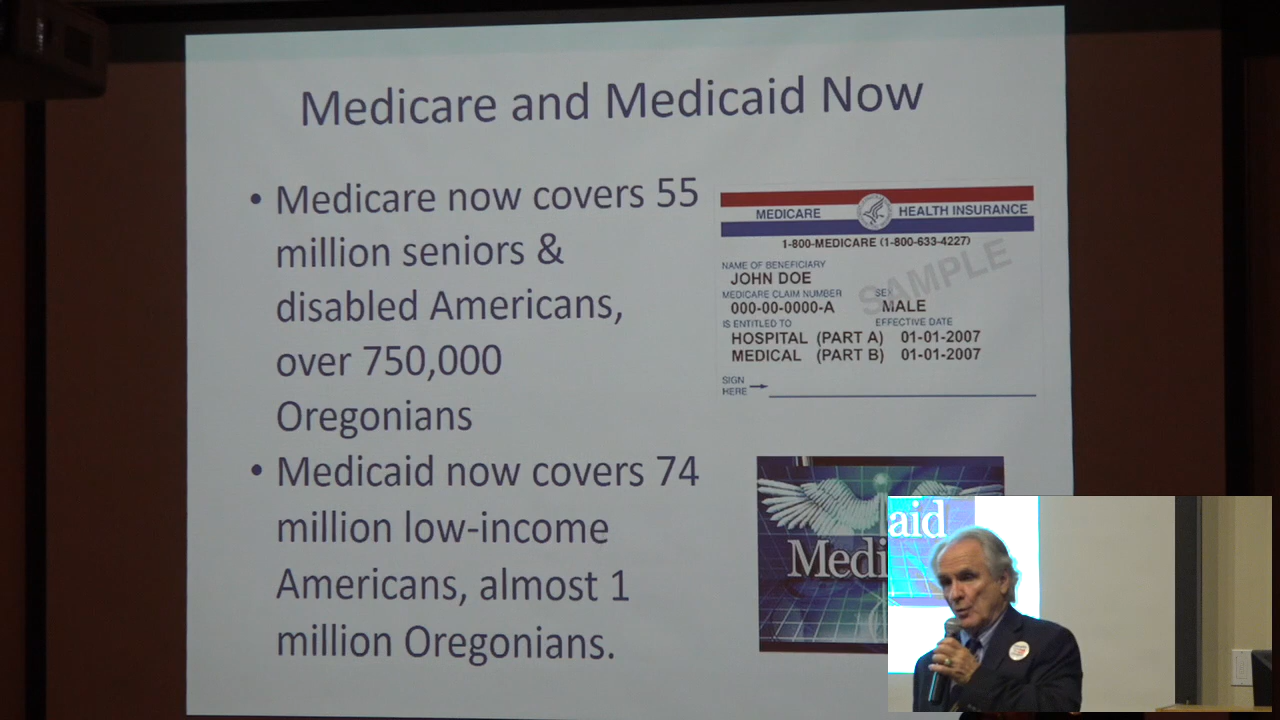 Medicare and Medicaid Now
• Medicare now covers 55
million seniors &
disabled Americans,
over 750,000
Oregonians
• Medicaid now covers 74
million low-income
Americans, almost 1
million Oregonians.
MEDICARE HEALTH INSURANCE
1-800-MEDICARE (1-800-633-4227)
SAMPLE
NAME OF BENEFICIARY
JOHN DOE
MEDICARE CLAIM NUMBER SEX
000-00-0000-A MALE
IS ENTITLED TO EFFECTIVE DATE
HOSPITAL (PART A) 01-01-2007
MEDICAL (PART B) 01-01-2007
SIGN
HERE
Medi
aid